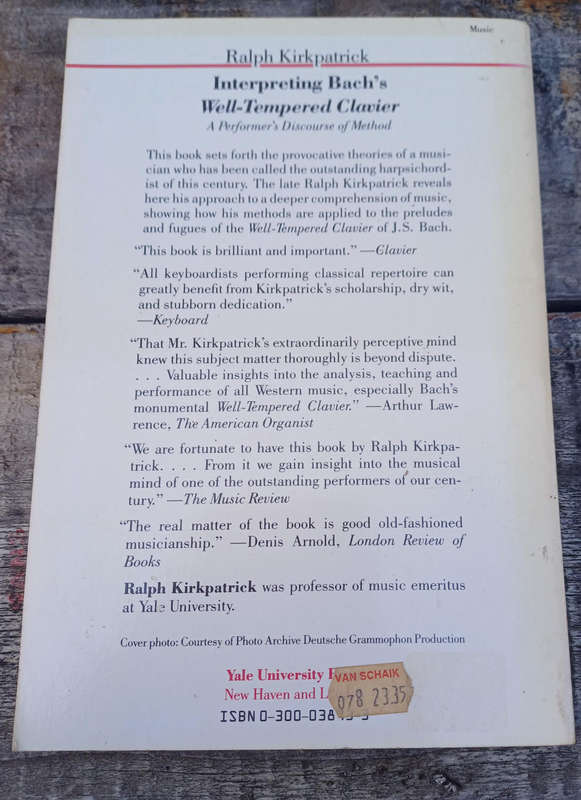 Music
Ralph Kirkpatrick
Interpreting Bach's
Well-Tempered Clavier
A Performer's Discourse of Method
This book sets forth the provocative theories of a musi-
cian who has been called the outstanding harpsichord-
ist of this century. The late Ralph Kirkpatrick reveals
here his approach to a deeper comprehension of music,
showing how his methods are applied to the preludes
and fugues of the Well-Tempered Clavier of J.S. Bach.
"This book is brilliant and important." —Clavier
"All keyboardists performing classical repertoire can
greatly benefit from Kirkpatrick's scholarship, dry wit,
and stubborn dedication."
—Keyboard
"That Mr. Kirkpatrick's extraordinarily perceptive mind
knew this subject matter thoroughly is beyond dispute.
. . . Valuable insights into the analysis, teaching and
performance of all Western music, especially Bach's
monumental Well-Tempered Clavier." —Arthur Law-
rence, The American Organist
"We are fortunate to have this book by Ralph Kirkpa-
trick. . . . From it we gain insight into the musical
mind of one of the outstanding performers of our cen-
tury." —The Music Review
"The real matter of the book is good old-fashioned
musicianship." —Denis Arnold, London Review of
Books
Ralph Kirkpatrick was professor of music emeritus
at Yale University.
Cover photo: Courtesy of Photo Archive Deutsche Grammophon Production
Yale University
New Haven and
VAN SCHAIK
078 23.35
ISBN 0-300-038